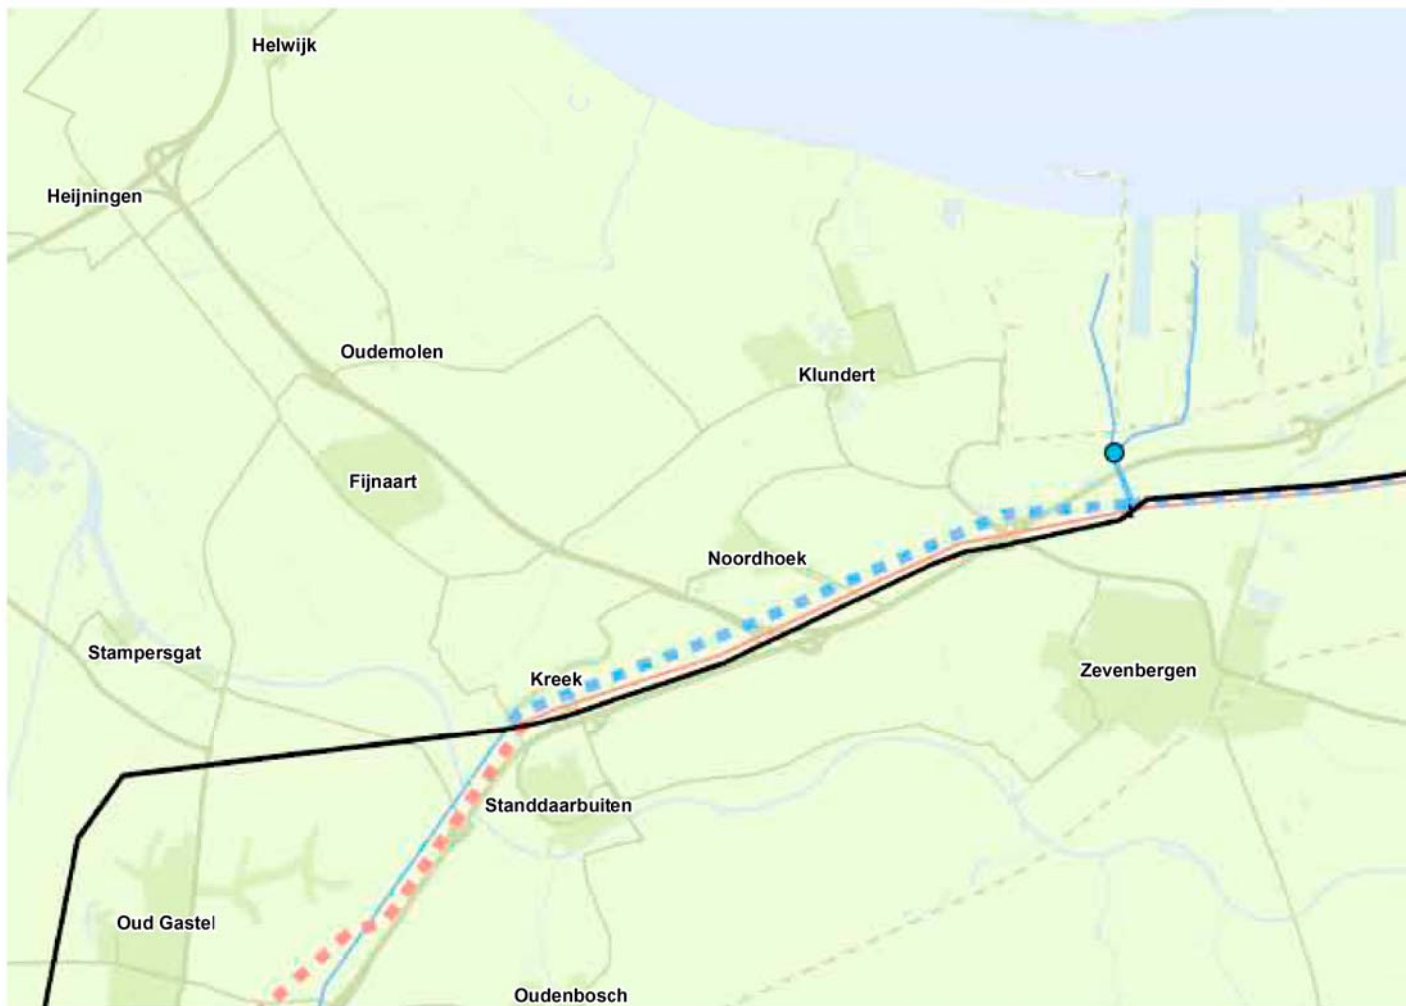 Helwijk
Heijningen
Oudemolen
Klundert
Fijnaart
Noordhoek
Stampersgat
Kreek
Zevenbergen
Standdaarbuiten
Oud Gastel
Oudenbosch